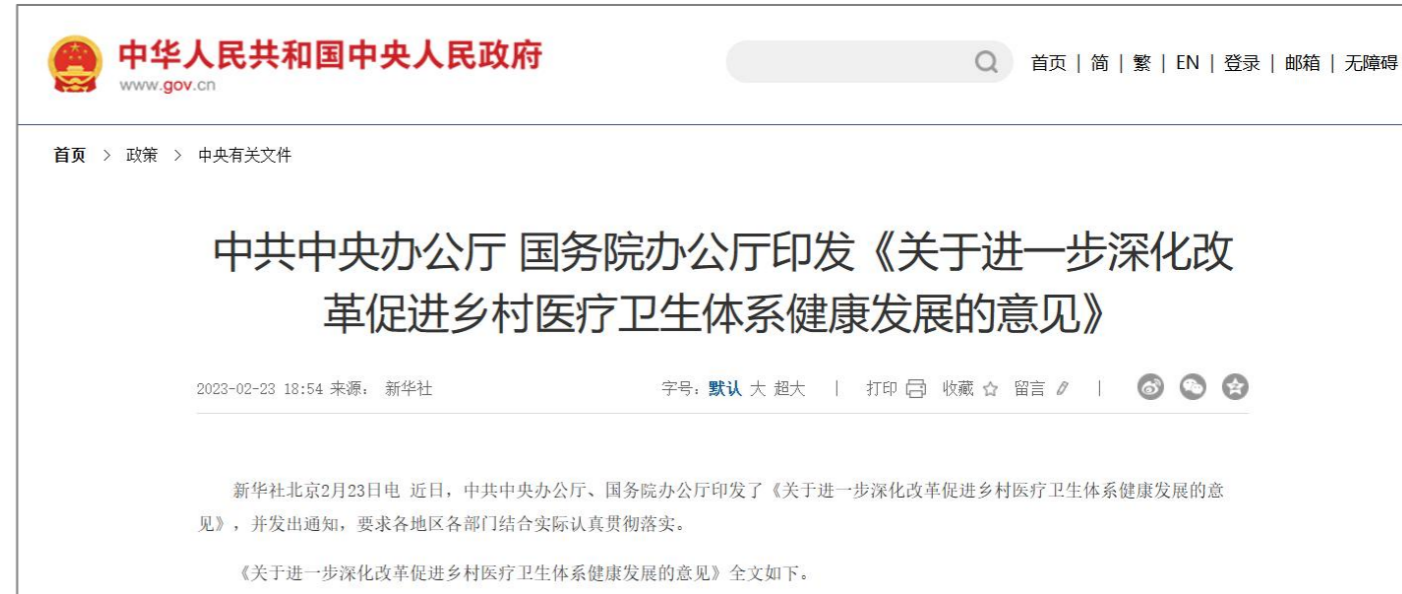 中华人民共和国中央人民政府
www.gov.cn
首页 | 简 | 繁 | EN | 登录 | 邮箱 | 无障碍
首页 > 政策 > 中央有关文件
中共中央办公厅 国务院办公厅印发《关于进一步深化改
革促进乡村医疗卫生体系健康发展的意见》
2023-02-23 18:54 来源： 新华社
字号：默认 大 超大 | 打印 收藏 留言 |
新华社北京2月23日电 近日，中共中央办公厅、国务院办公厅印发了《关于进一步深化改革促进乡村医疗卫生体系健康发展的意
见》，并发出通知，要求各地区各部门结合实际认真贯彻落实。
《关于进一步深化改革促进乡村医疗卫生体系健康发展的意见》全文如下。